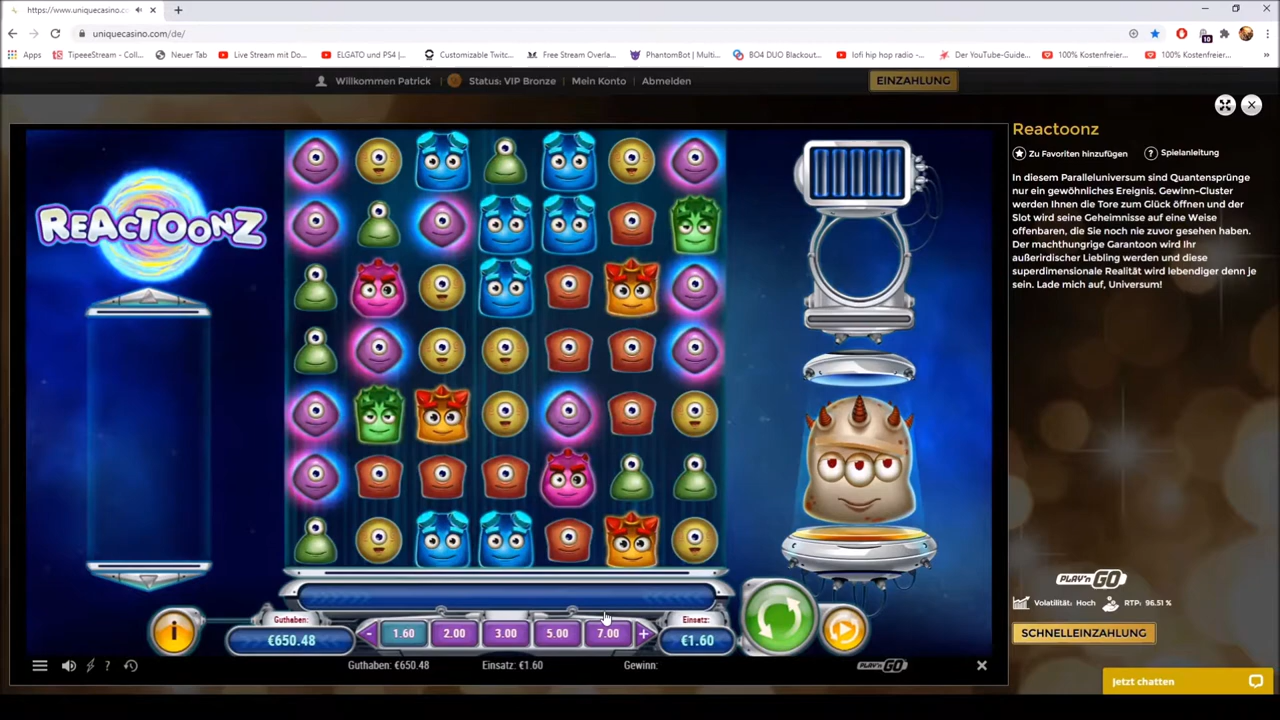 https://www.uniquecasino.com
uniquecasino.com/de/
10
Apps
TipeeeStream - Coll...
Neuer Tab
Live Stream mit Do...
ELGATO und PS4 |...
Customizable Twitc...
Free Stream Overla...
PhantomBot | Multi...
BO4 DUO Blackout...
lofi hip hop radio -...
Der YouTube-Guide...
100% Kostenfreier...
100% Kostenfreier...
»
Willkommen Patrick
Status: VIP Bronze
Mein Konto
Abmelden
EINZAHLUNG
REACTOONZ
Reactoonz
Zu Favoriten hinzufügen
? Spielanleitung
In diesem Paralleluniversum sind Quantensprünge
nur ein gewöhnliches Ereignis. Gewinn-Cluster
werden Ihnen die Tore zum Glück öffnen und der
Slot wird seine Geheimnisse auf eine Weise
offenbaren, die Sie noch nie zuvor gesehen haben.
Der machthungrige Garantoon wird Ihr
außerirdischer Liebling werden und diese
superdimensionale Realität wird lebendiger denn je
sein. Lade mich auf, Universum!
PLAY'n GO
Volatilität: Hoch
RTP: 96.51 %
SCHNELLEINZAHLUNG
Jetzt chatten
i
Guthaben:
€650.48
- 1.60 2.00 3.00 5.00 7.00 +
Einsatz:
€1.60
?
Guthaben: €650.48
Einsatz: €1.60
Gewinn:
PLAY'n GO